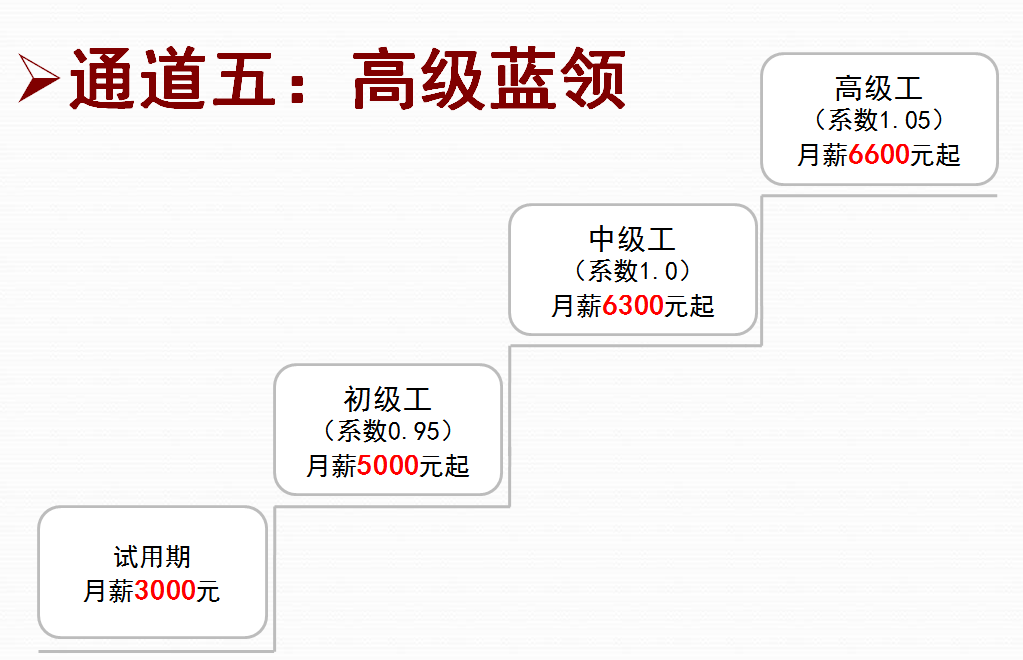 通道五：高级蓝领
高级工
（系数1.05）
月薪6600元起
中级工
（系数1.0）
月薪6300元起
初级工
（系数0.95）
月薪5000元起
试用期
月薪3000元